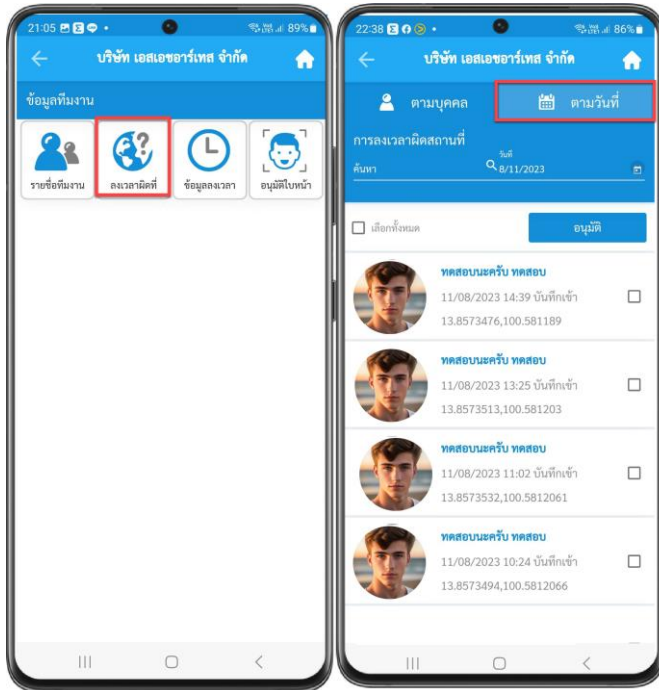 21:05
89%
บริษัท เอสเอชอาร์เทส จำกัด
ข้อมูลทีมงาน
รายชื่อทีมงาน
ลงเวลาผิดที่
ข้อมูลลงเวลา
อนุมัติใบหน้า
22:38
86%
บริษัท เอสเอชอาร์เทส จำกัด
ตามบุคคล
ตามวันที่
การลงเวลาผิดสถานที่
วันที่
ค้นหา
8/11/2023
เลือกทั้งหมด
อนุมัติ
ทดสอบนะครับ ทดสอบ
11/08/2023 14:39 บันทึกเข้า
13.8573476,100.581189
ทดสอบนะครับ ทดสอบ
11/08/2023 13:25 บันทึกเข้า
13.8573513,100.581203
ทดสอบนะครับ ทดสอบ
11/08/2023 11:02 บันทึกเข้า
13.8573532,100.5812061
ทดสอบนะครับ ทดสอบ
11/08/2023 10:24 บันทึกเข้า
13.8573494,100.5812066